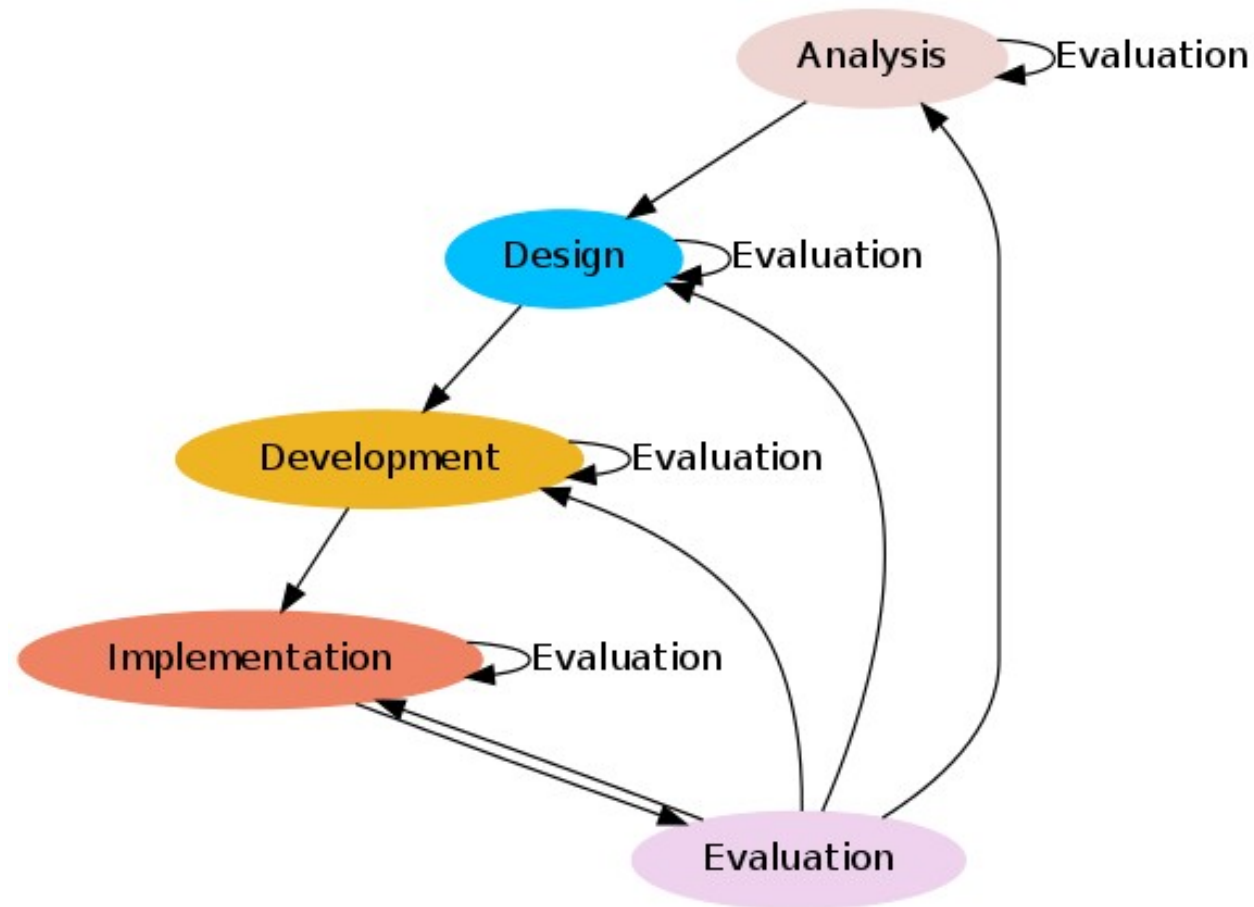 Analysis
Evaluation
Design
Evaluation
Development
Evaluation
Implementation
Evaluation
Evaluation